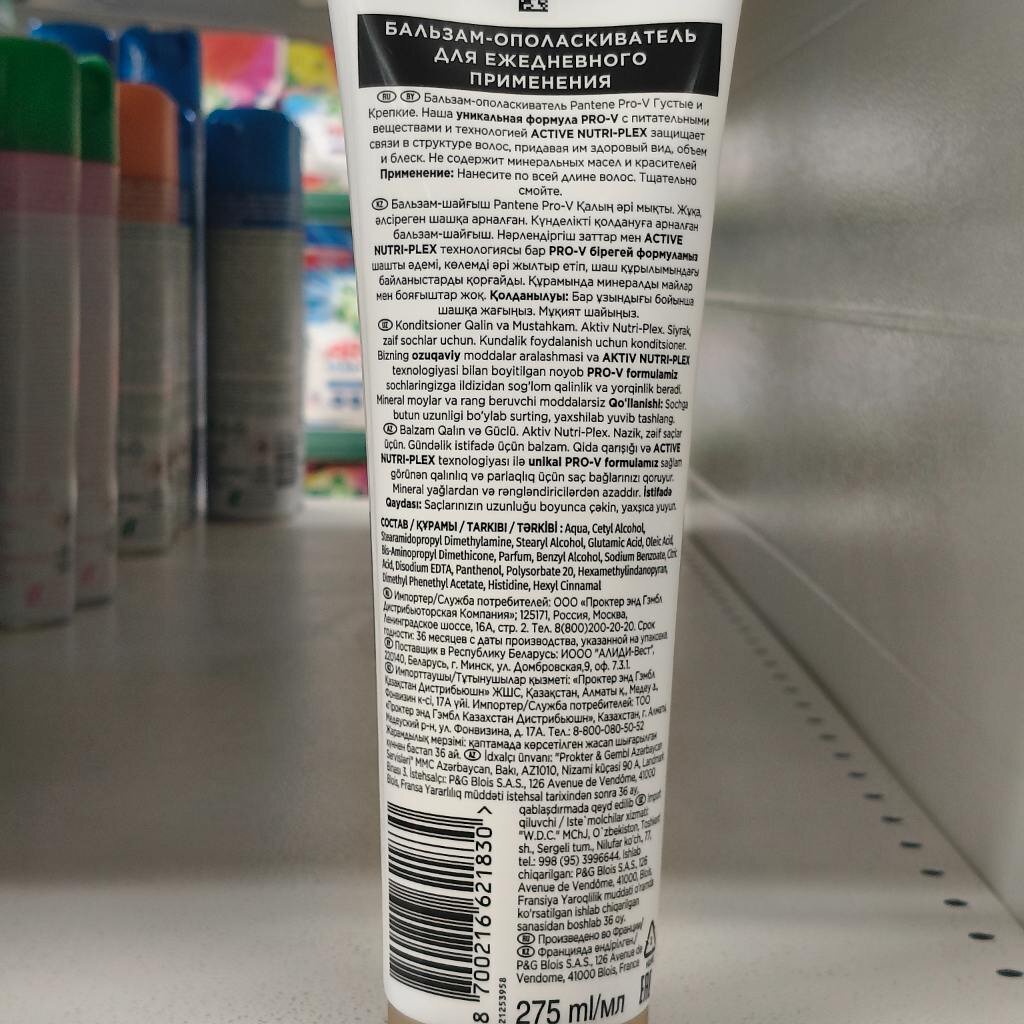 БАЛЬЗАМ-ОПОЛАСКИВАТЕЛЬ
ДЛЯ ЕЖЕДНЕВНОГО
ПРИМЕНЕНИЯ
RU BY Бальзам-ополаскиватель Pantene Pro-V Густые и
Крепкие. Наша уникальная формула PRO-V с питательными
веществами и технологией ACTIVE NUTRI-PLEX защищает
связи в структуре волос, придавая им здоровый вид, объем
и блеск. Не содержит минеральных масел и красителей
Применение: Нанесите по всей длине волос. Тщательно
смойте.
KZ Бальзам-шайғыш Pantene Pro-V Қалың әрі мықты. Жұқа,
әлсіреген шашқа арналған. Күнделікті қолдануға арналған
бальзам-шайғыш. Нәрлендіргіш заттар мен ACTIVE
NUTRI-PLEX технологиясы бар PRO-V бірегей формуламыз
шашты әдемі, көлемді әрі жылтыр етіп, шаш құрылымындағы
байланыстарды қорғайды. Құрамында минералды майлар
мен бояғыштар жоқ. Қолданылуы: Бар ұзындығы бойынша
шашқа жағыңыз. Мұқият шайыңыз.
UZ Konditsioner Qalin va Mustahkam. Aktiv Nutri-Plex. Siyrak,
zaif sochlar uchun. Kundalik foydalanish uchun konditsioner.
Bizning ozuqaviy moddalar aralashmasi va AKTIV NUTRI-PLEX
texnologiyasi bilan boyitilgan noyob PRO-V formulamiz
sochlaringizga ildizidan sog'lom qalinlik va yorqinlik beradi.
Mineral moylar va rang beruvchi moddalarsiz Qo'llanishi: Sochga
butun uzunligi bo'ylab surting, yaxshilab yuvib tashlang.
AZ Balzam Qalın və Güclü. Aktiv Nutri-Plex. Nazik, zəif saçlar
üçün. Gündəlik istifadə üçün balzam. Qida qarışığı və ACTIVE
NUTRI-PLEX texnologiyası ilə unikal PRO-V formulamız sağlam
görünən qalınlıq və parlaqlıq üçün saç bağlarınızı qoruyur.
Mineral yağlardan və rəngləndiricilərdən azaddır. İstifadə
Qaydası: Saçlarınızın uzunluğu boyunca çəkin, yaxşıca yuyun.
СОСТАВ / ҚҰРАМЫ / TARKIBI / TƏRKİBİ : Aqua, Cetyl Alcohol,
Stearamidopropyl Dimethylamine, Stearyl Alcohol, Glutamic Acid, Oleic Acid,
Bis-Aminopropyl Dimethicone, Parfum, Benzyl Alcohol, Sodium Benzoate, Citric
Acid, Disodium EDTA, Panthenol, Polysorbate 20, Hexamethylindanopyran,
Dimethyl Phenethyl Acetate, Histidine, Hexyl Cinnamal
Импортер/Служба потребителей: ООО «Проктер энд Гэмбл
Дистрибьюторская Компания»; 125171, Россия, Москва,
Ленинградское шоссе, 16А, стр. 2. Тел. 8(800)200-20-20. Срок
годности: 36 месяцев с даты производства, указанной на упаковке.
Поставщик в Республику Беларусь: ИООО "АЛИДИ-Вест",
220140, Беларусь, г. Минск, ул. Домбровская,9, оф. 7.3.1.
Импорттаушы/Тұтынушылар қызметі: «Проктер энд Гэмбл
Қазақстан Дистрибьюшн» ЖШС, Қазақстан, Алматы қ., Медеу а.,
Фонвизин к-сі, 17А үйі. Импортер/Служба потребителей: ТОО
«Проктер энд Гэмбл Казахстан Дистрибьюшн», Казахстан, г. Алматы
Медеуский р-н, ул. Фонвизина, д. 17А. Тел.: 8-800-080-50-52
Жарамдылық мерзімі: қаптамада көрсетілген жасап шығарылған
күннен бастап 36 ай. AZ İdxalçı ünvanı: "Prokter & Gembl Azərbaycan
Servisləri" MMC Azərbaycan, Bakı, AZ1010, Nizami küçəsi 90 A, Landmark
Binası 3. İstehsalçı: P&G Blois S.A.S., 126 Avenue de Vendôme, 41000
Blois, Fransa Yararlılıq müddəti istehsal tarixindən sonra 36 ay,
qablaşdırmada qeyd edilib UZ Import
qiluvchi / Iste`molchilar xizmati:
"W.D.C." MChJ, O`zbekiston, Toshkent
sh., Sergeli tum., Nilufar ko'ch, 77,
tel.: 998 (95) 3996644. Ishlab
chiqarilgan: P&G Blois S.A.S., 126
Avenue de Vendôme, 41000, Blois,
Fransiya Yaroqlilik muddati o'ramda
ko'rsatilgan ishlab chiqarilgan
sanasidan boshlab 36 oy.
RU Произведено во Франции/
KZ Францияда өндірілген/
P&G Blois S.A.S., 126 Avenue de
Vendome, 41000 Blois, France
8 700216 621830 >
21253958
275 ml/мл
EAC